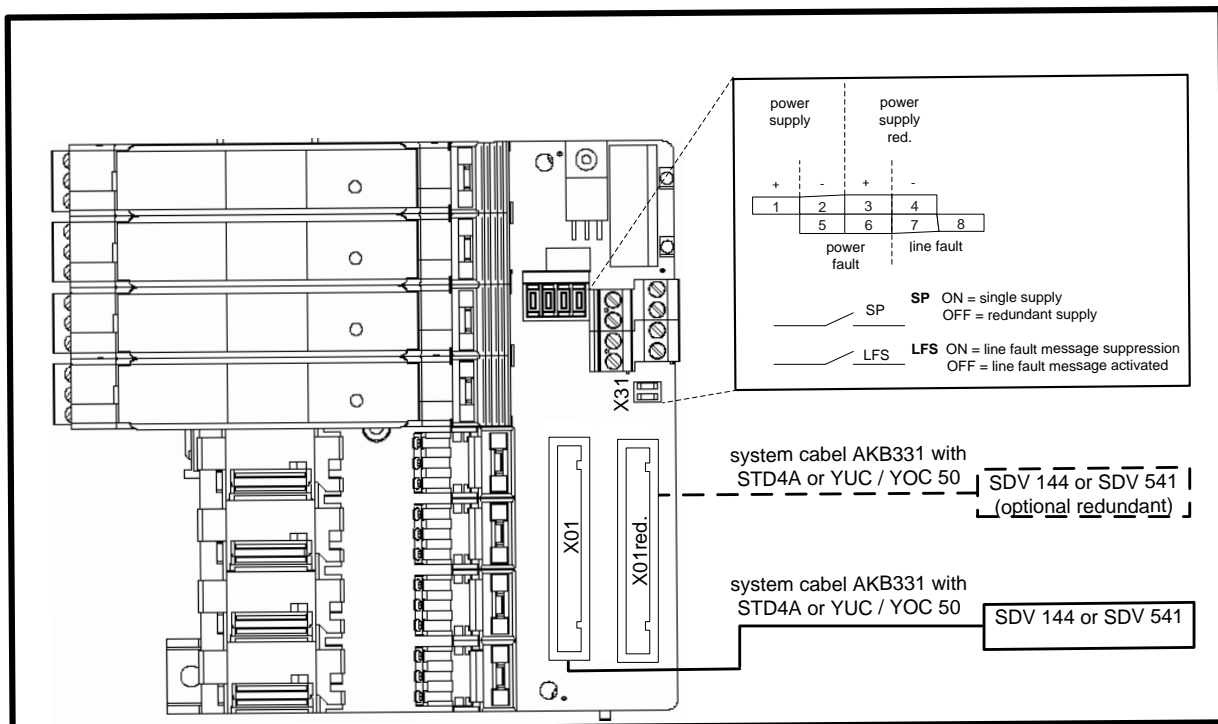 power supply
power supply red.
+ - + -
1 2 3 4
5 6 7 8
power fault
line fault
SP
SP ON = single supply
OFF = redundant supply
LFS
LFS ON = line fault message suppression
OFF = line fault message activated
X31
X01
X01red.
system cabel AKB331 with
STD4A or YUC / YOC 50
SDV 144 or SDV 541
(optional redundant)
system cabel AKB331 with
STD4A or YUC / YOC 50
SDV 144 or SDV 541